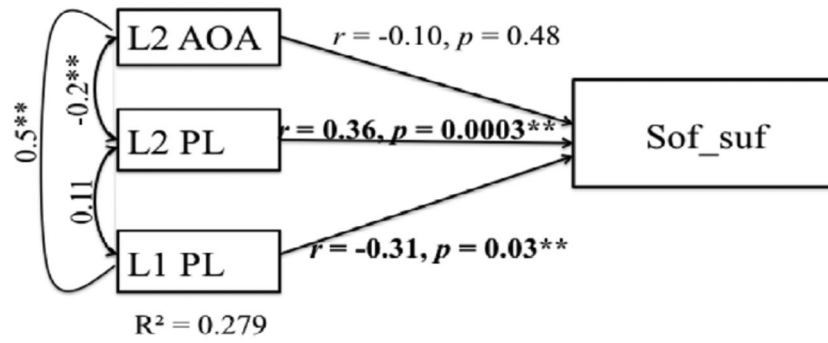 L2 AOA
r = -0.10, p = 0.48
0.5**
-0.2**
L2 PL
r = 0.36, p = 0.0003**
Sof_suf
0.11
L1 PL
r = -0.31, p = 0.03**
R² = 0.279